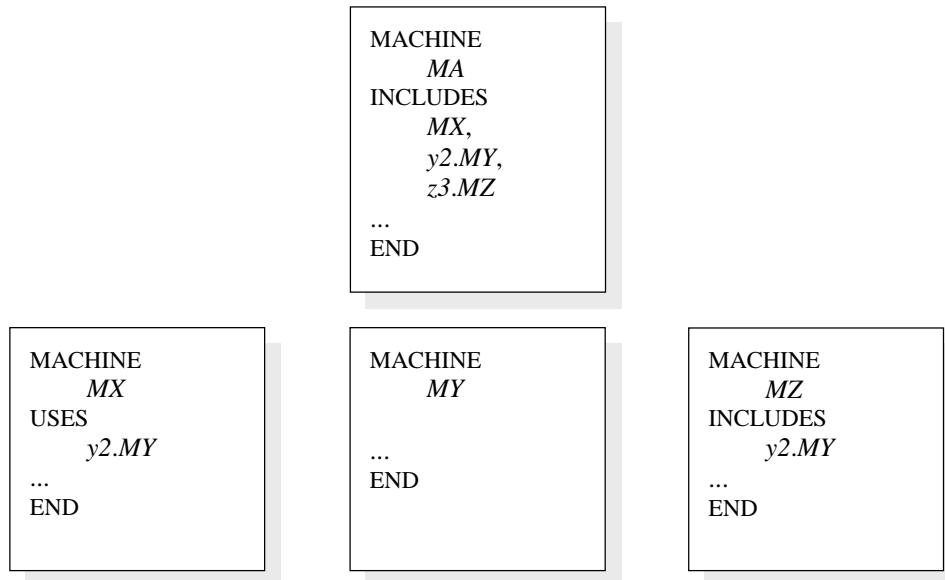 MACHINE
MA
INCLUDES
MX,
y2.MY,
z3.MZ
...
END
MACHINE
MX
USES
y2.MY
...
END
MACHINE
MY
...
END
MACHINE
MZ
INCLUDES
y2.MY
...
END